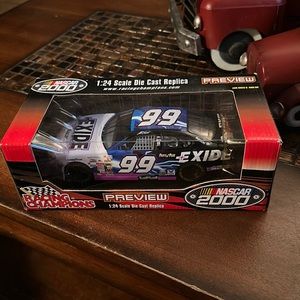 NASCAR
2000
1:24 Scale Die Cast Replica
www.racingchampions.com
PREVIEW
99
EXIDE
99
EXIDE
RACING
CHAMPIONS
PREVIEW
1:24 Scale Die Cast Replica
NASCAR
2000